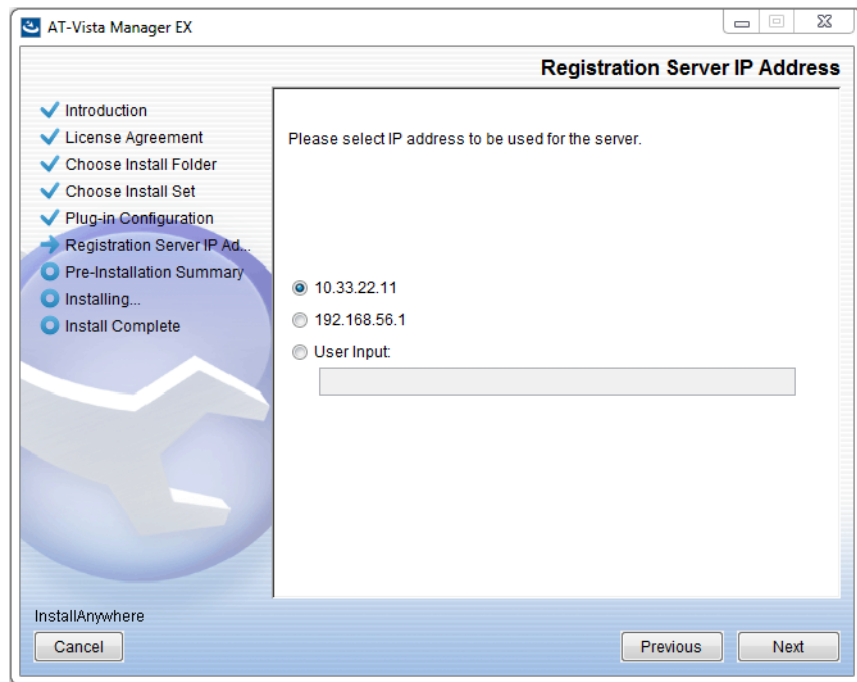 AT-Vista Manager EX
Registration Server IP Address
Introduction
License Agreement
Choose Install Folder
Choose Install Set
Plug-in Configuration
Registration Server IP Ad...
Pre-Installation Summary
Installing...
Install Complete
Please select IP address to be used for the server.
10.33.22.11
192.168.56.1
User Input:
InstallAnywhere
Cancel
Previous
Next